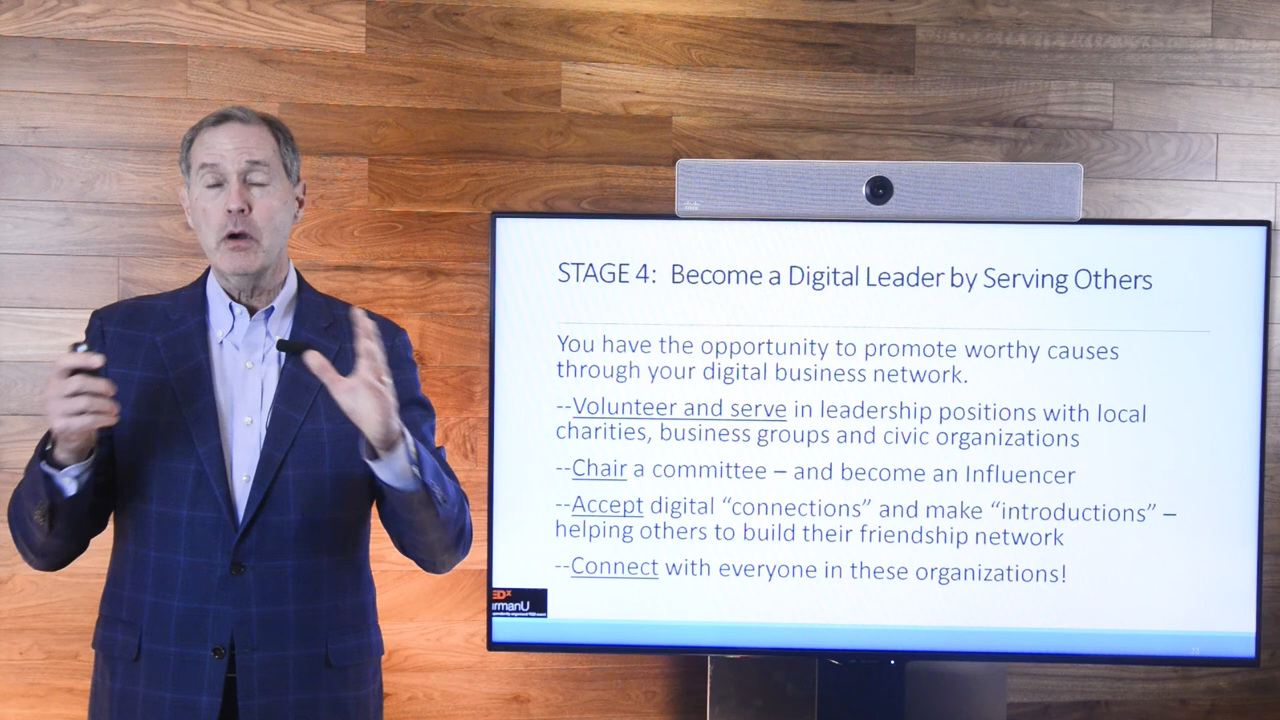 STAGE 4: Become a Digital Leader by Serving Others
You have the opportunity to promote worthy causes
through your digital business network.
--Volunteer and serve in leadership positions with local
charities, business groups and civic organizations
--Chair a committee – and become an Influencer
--Accept digital “connections” and make “introductions” –
helping others to build their friendship network
--Connect with everyone in these organizations!
EDx
rmanU